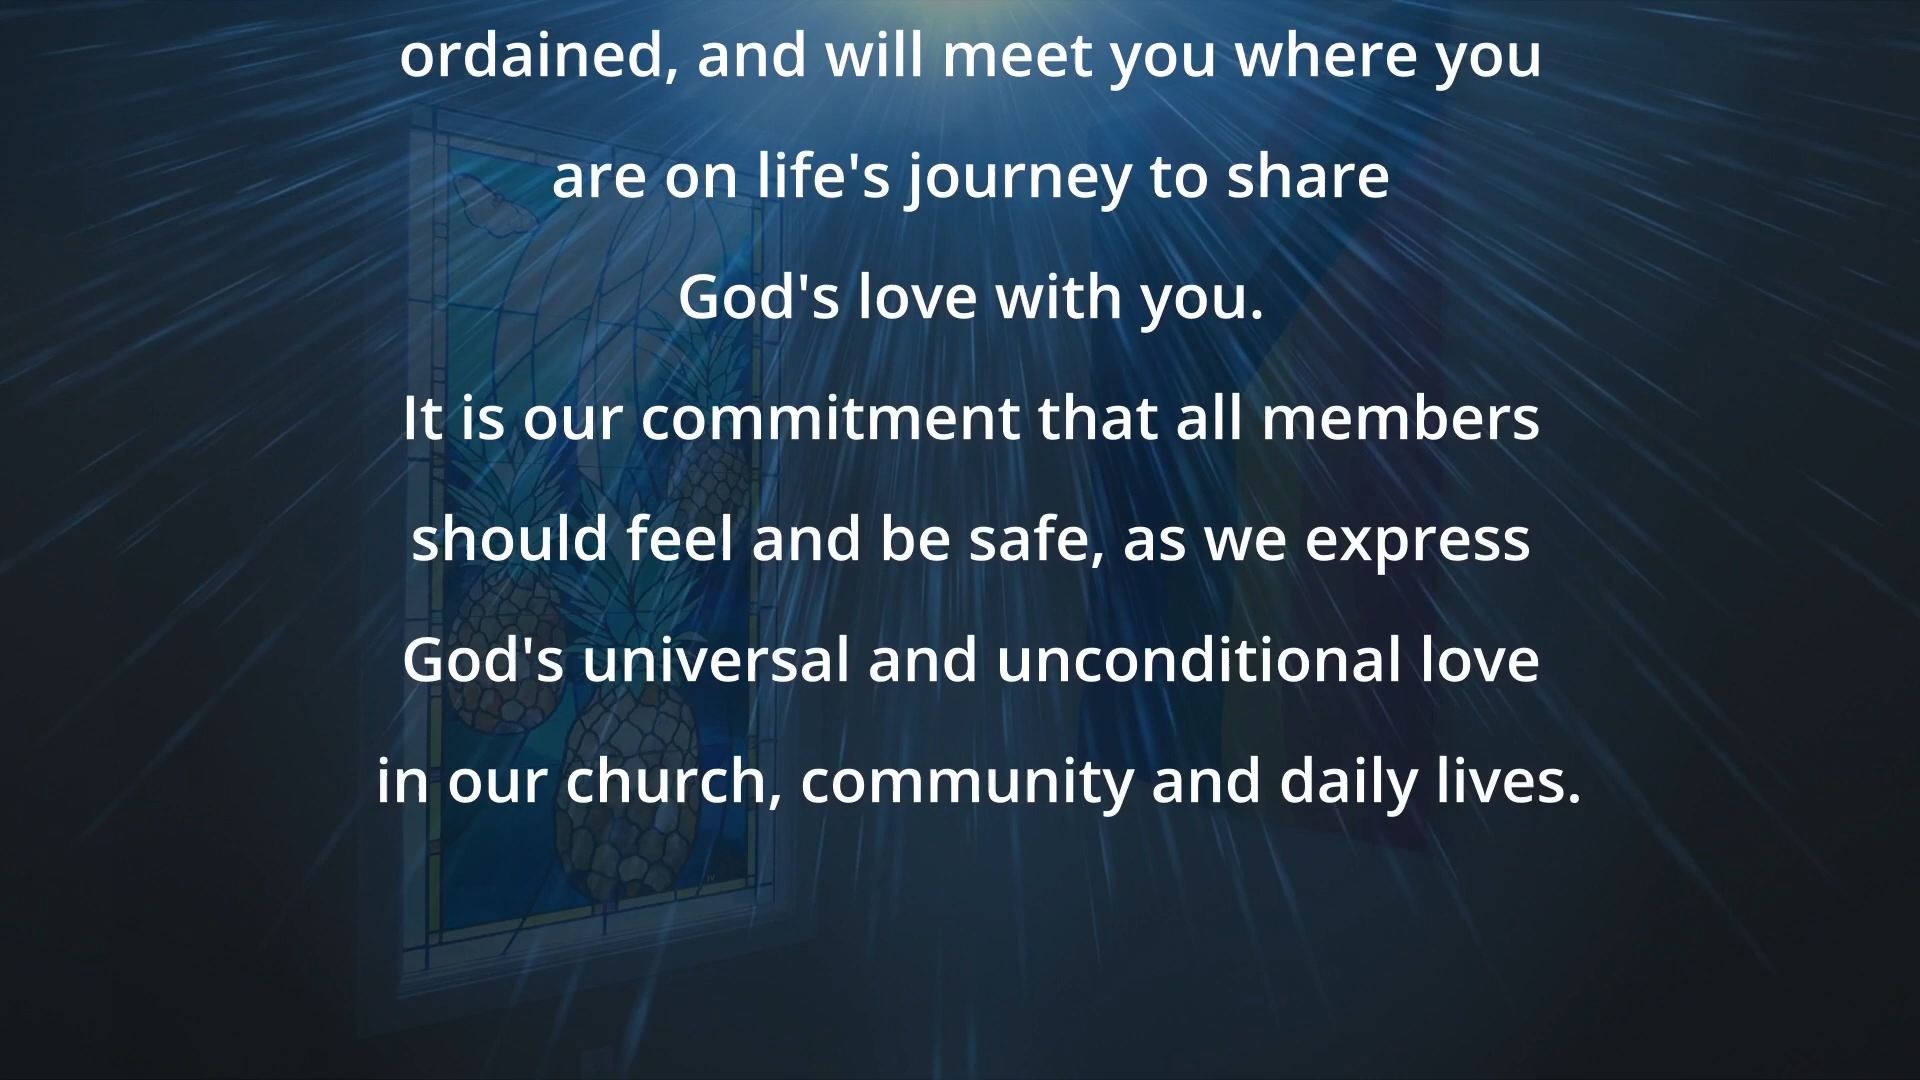 ordained, and will meet you where you
are on life's journey to share
God's love with you.
It is our commitment that all members
should feel and be safe, as we express
God's universal and unconditional love
in our church, community and daily lives.